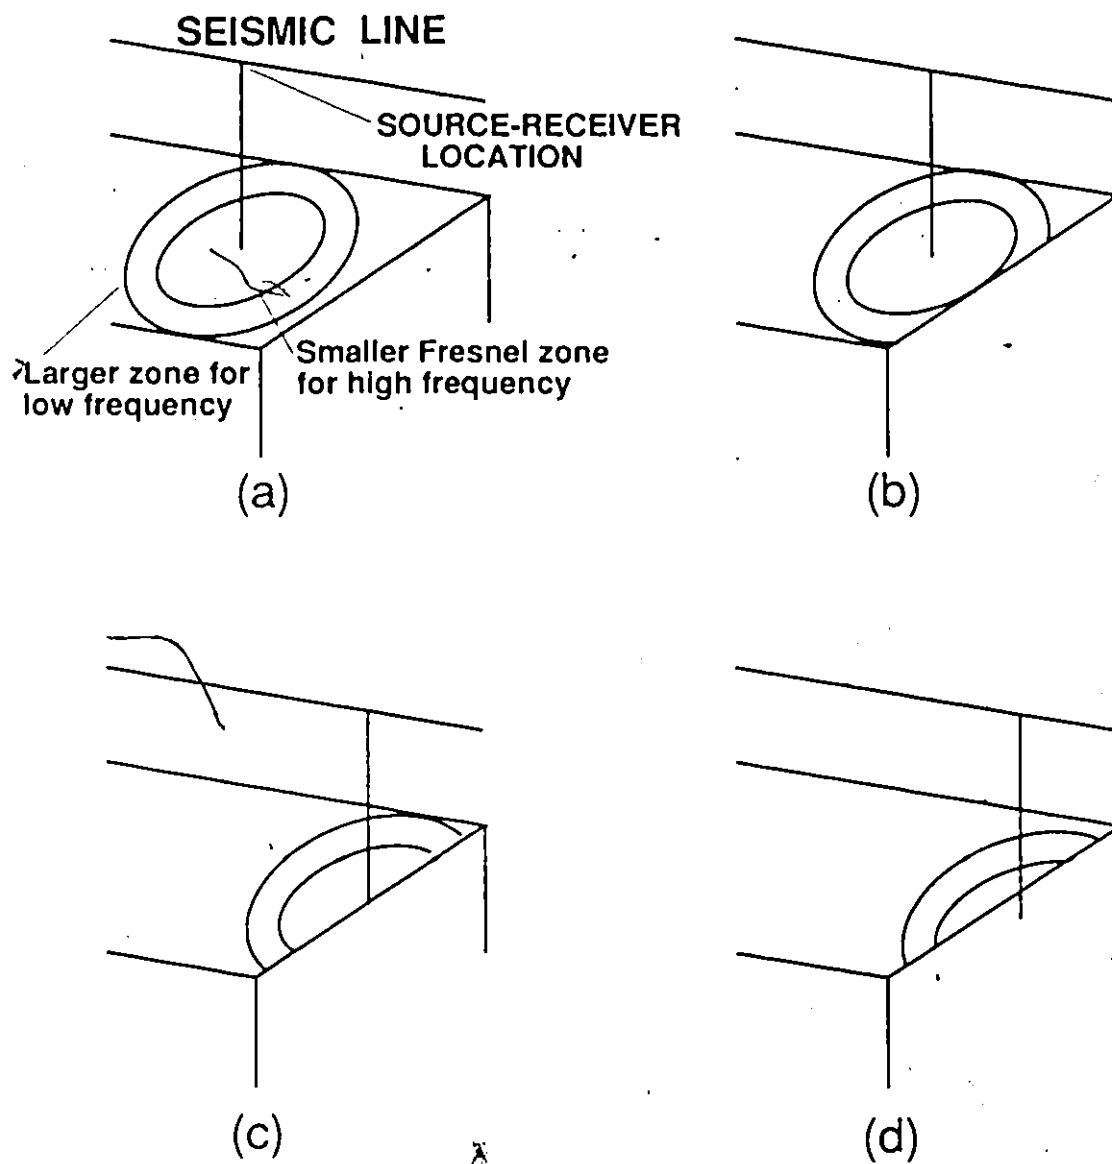 SEISMIC LINE
SOURCE-RECEIVER
LOCATION
Smaller Fresnel zone
for high frequency
Larger zone for
low frequency
(a)
(b)
(c)
(d)